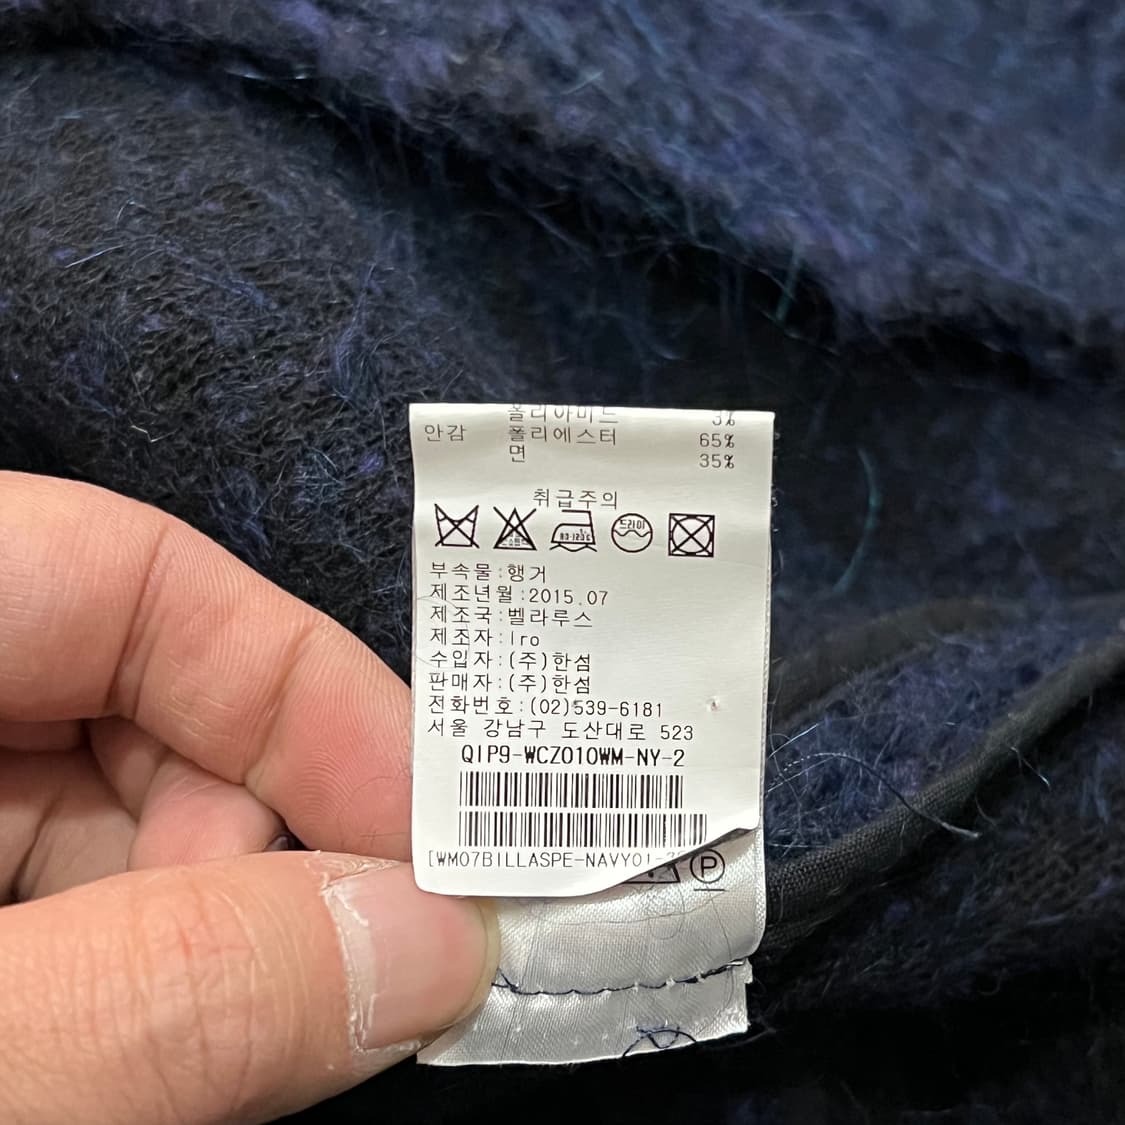 폴리아미드 3%
안감 폴리에스터 65%
면 35%
취급주의
드라이
부속물:행거
제조년월:2015.07
제조국:벨라루스
제조자:Iro
수입자:(주)한섬
판매자:(주)한섬
전화번호:(02)539-6181
서울 강남구 도산대로 523
QIP9-WCZ010WM-NY-2
[WM07BILLASPE-NAVY01-
P